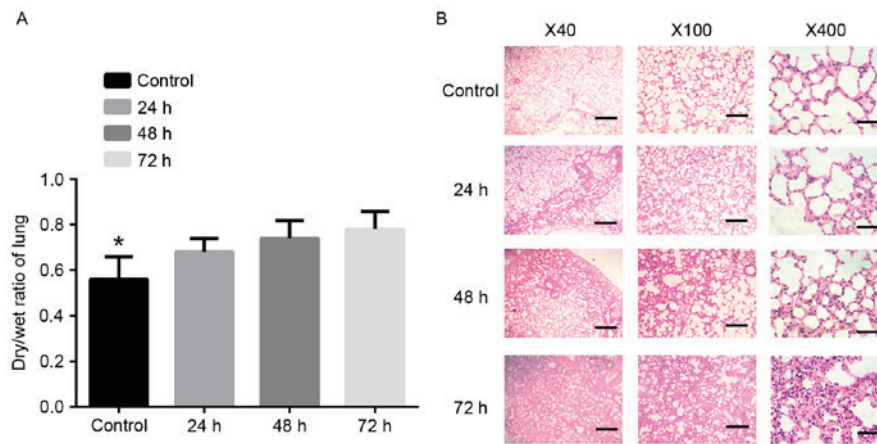 A
Control
24 h
48 h
72 h
Dry/wet ratio of lung
1.0
0.8
0.6
0.4
0.2
0.0
*
Control
24 h
48 h
72 h
B
X40
X100
X400
Control
24 h
48 h
72 h